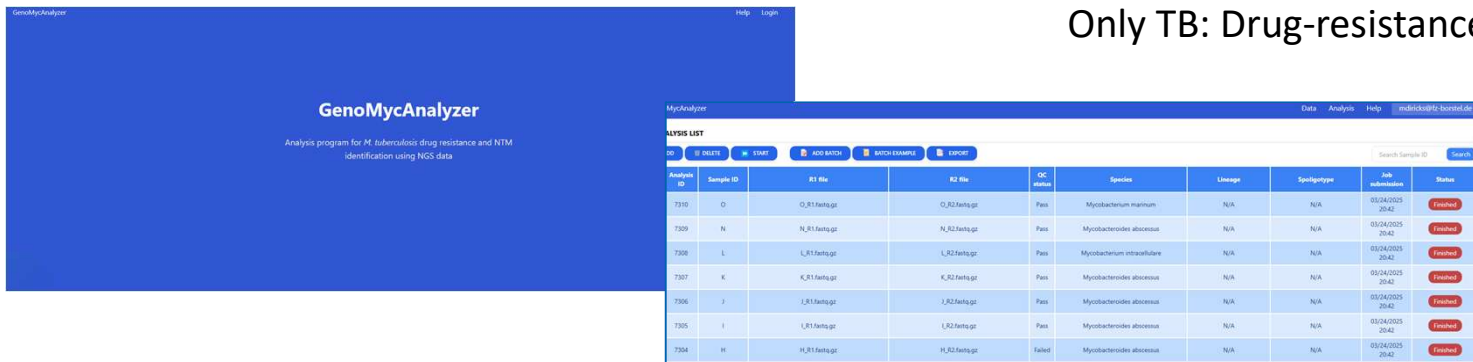 GenoMycAnalyzer Help Login
Only TB: Drug-resistance
GenoMycAnalyzer
Analysis program for M. tuberculosis drug resistance and NTM
identification using NGS data
MycAnalyzer Data Analysis Help mdiricks@fz-borstel.de
ALYSIS LIST
DD DELETE START ADD BATCH BATCH EXAMPLE EXPORT Search Sample ID Search
Analysis ID Sample ID R1 file R2 file QC status Species Lineage Spoligotype Job submission Status
7310 O O_R1.fastq.gz O_R2.fastq.gz Pass Mycobacterium marinum N/A N/A 03/24/2025 20:42 Finished
7309 N N_R1.fastq.gz N_R2.fastq.gz Pass Mycobacteroides abscessus N/A N/A 03/24/2025 20:42 Finished
7308 L L_R1.fastq.gz L_R2.fastq.gz Pass Mycobacterium intracellulare N/A N/A 03/24/2025 20:42 Finished
7307 K K_R1.fastq.gz K_R2.fastq.gz Pass Mycobacteroides abscessus N/A N/A 03/24/2025 20:42 Finished
7306 J J_R1.fastq.gz J_R2.fastq.gz Pass Mycobacteroides abscessus N/A N/A 03/24/2025 20:42 Finished
7305 I I_R1.fastq.gz I_R2.fastq.gz Pass Mycobacteroides abscessus N/A N/A 03/24/2025 20:42 Finished
7304 H H_R1.fastq.gz H_R2.fastq.gz Failed Mycobacteroides abscessus N/A N/A 03/24/2025 20:42 Finished